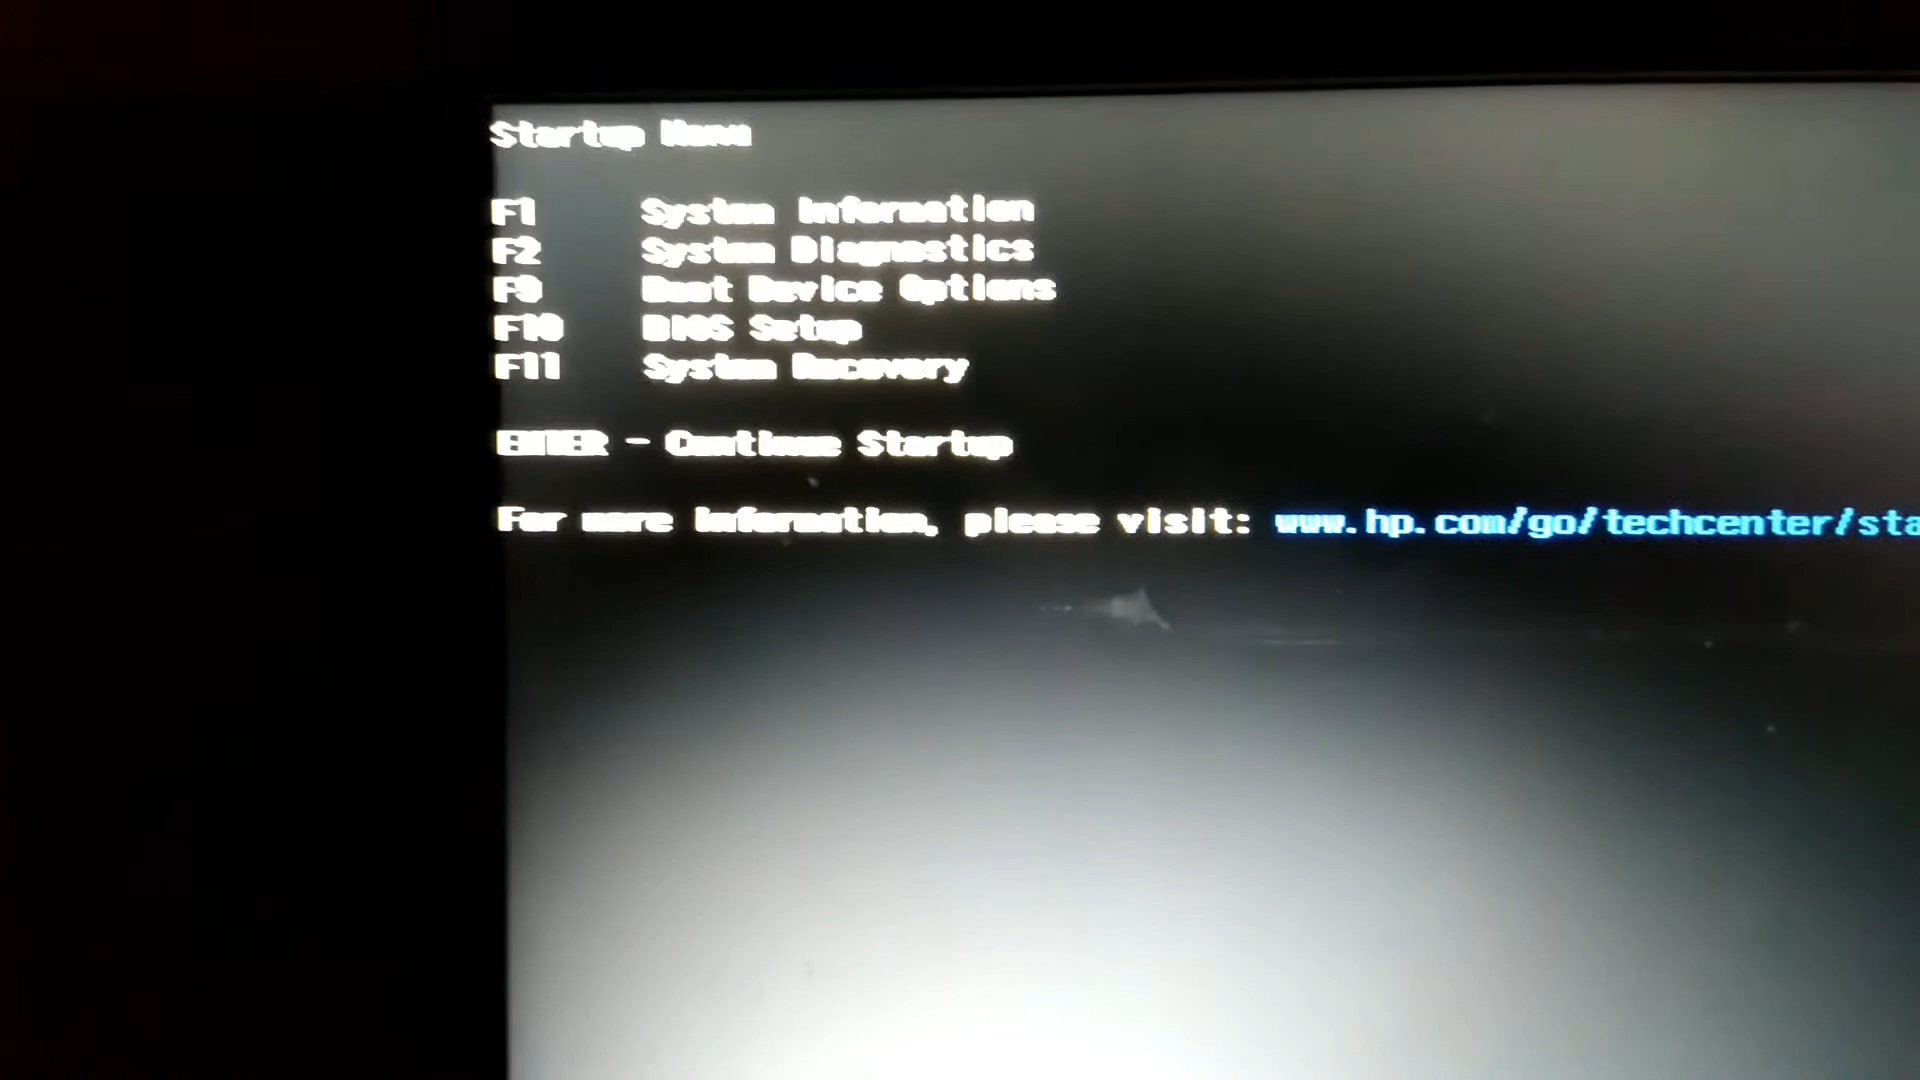 Startup Menu
F1 System Information
F2 System Diagnostics
F9 Boot Device Options
F10 BIOS Setup
F11 System Recovery
ENTER - Continue Startup
For more information, please visit: www.hp.com/go/techcenter/sta